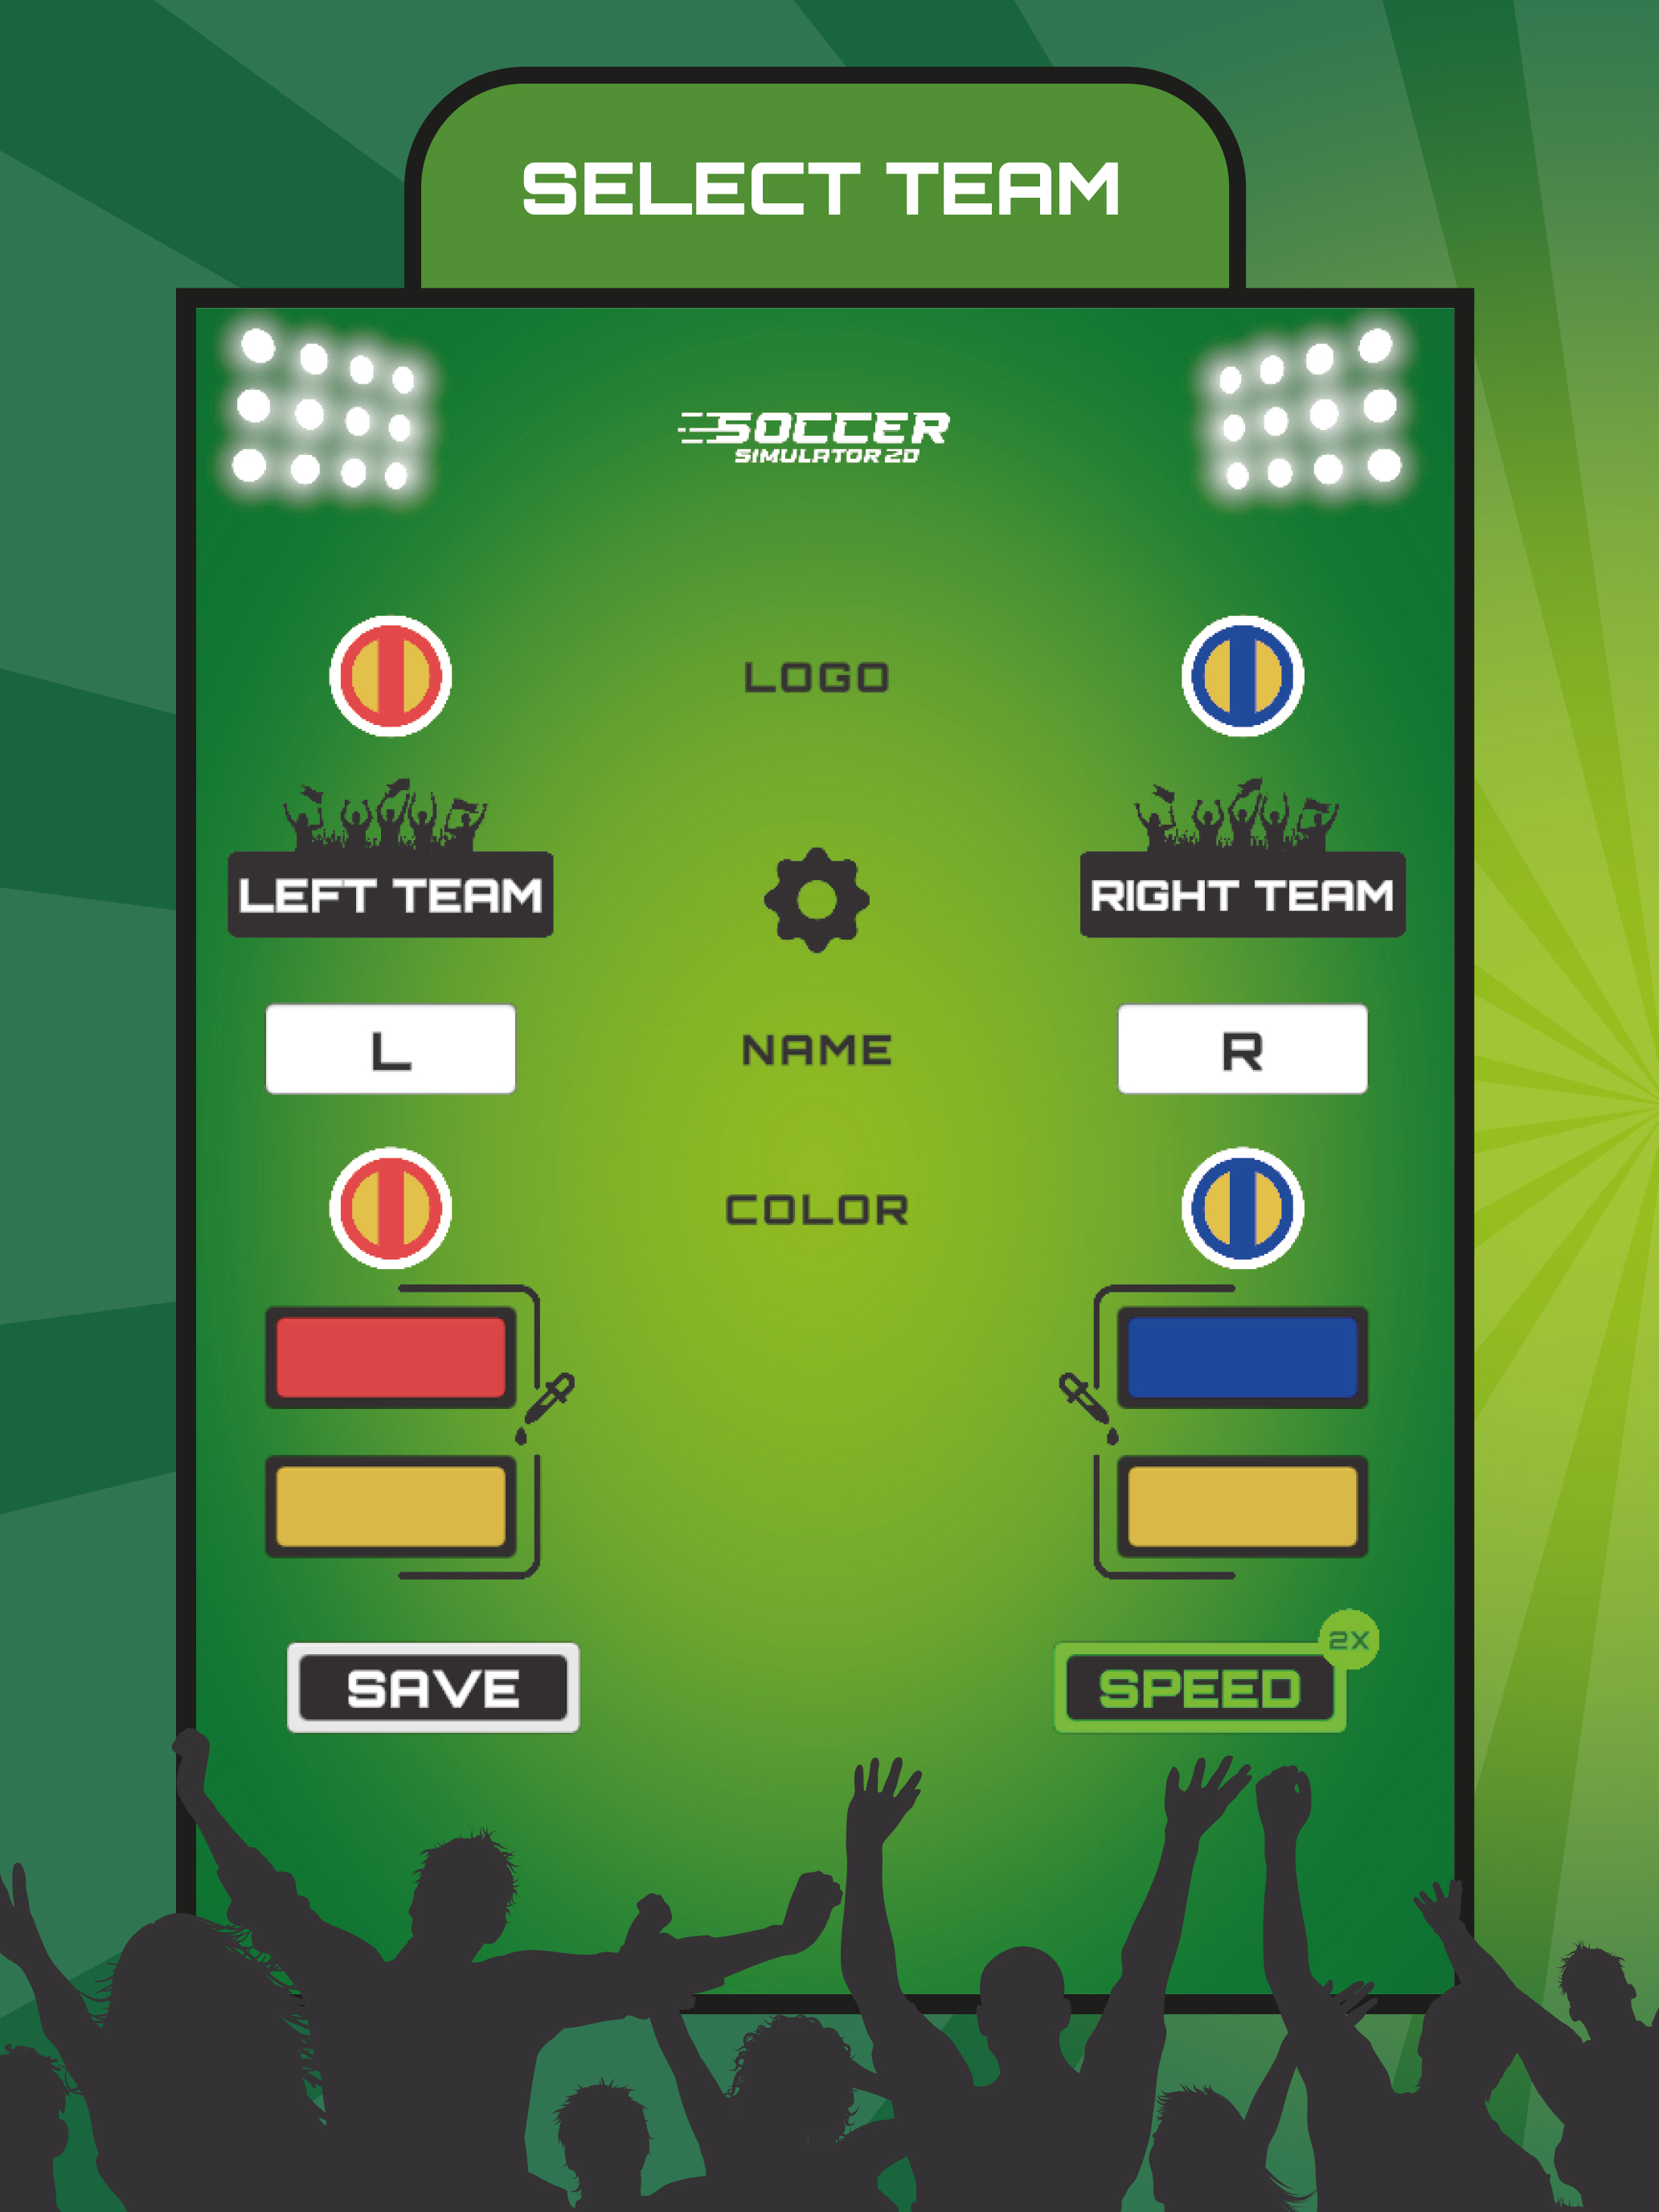 SELECT TEAM
SOCCER
SIMULATOR 2D
LOGO
LEFT TEAM
RIGHT TEAM
L
NAME
R
COLOR
2X
SAVE
SPEED